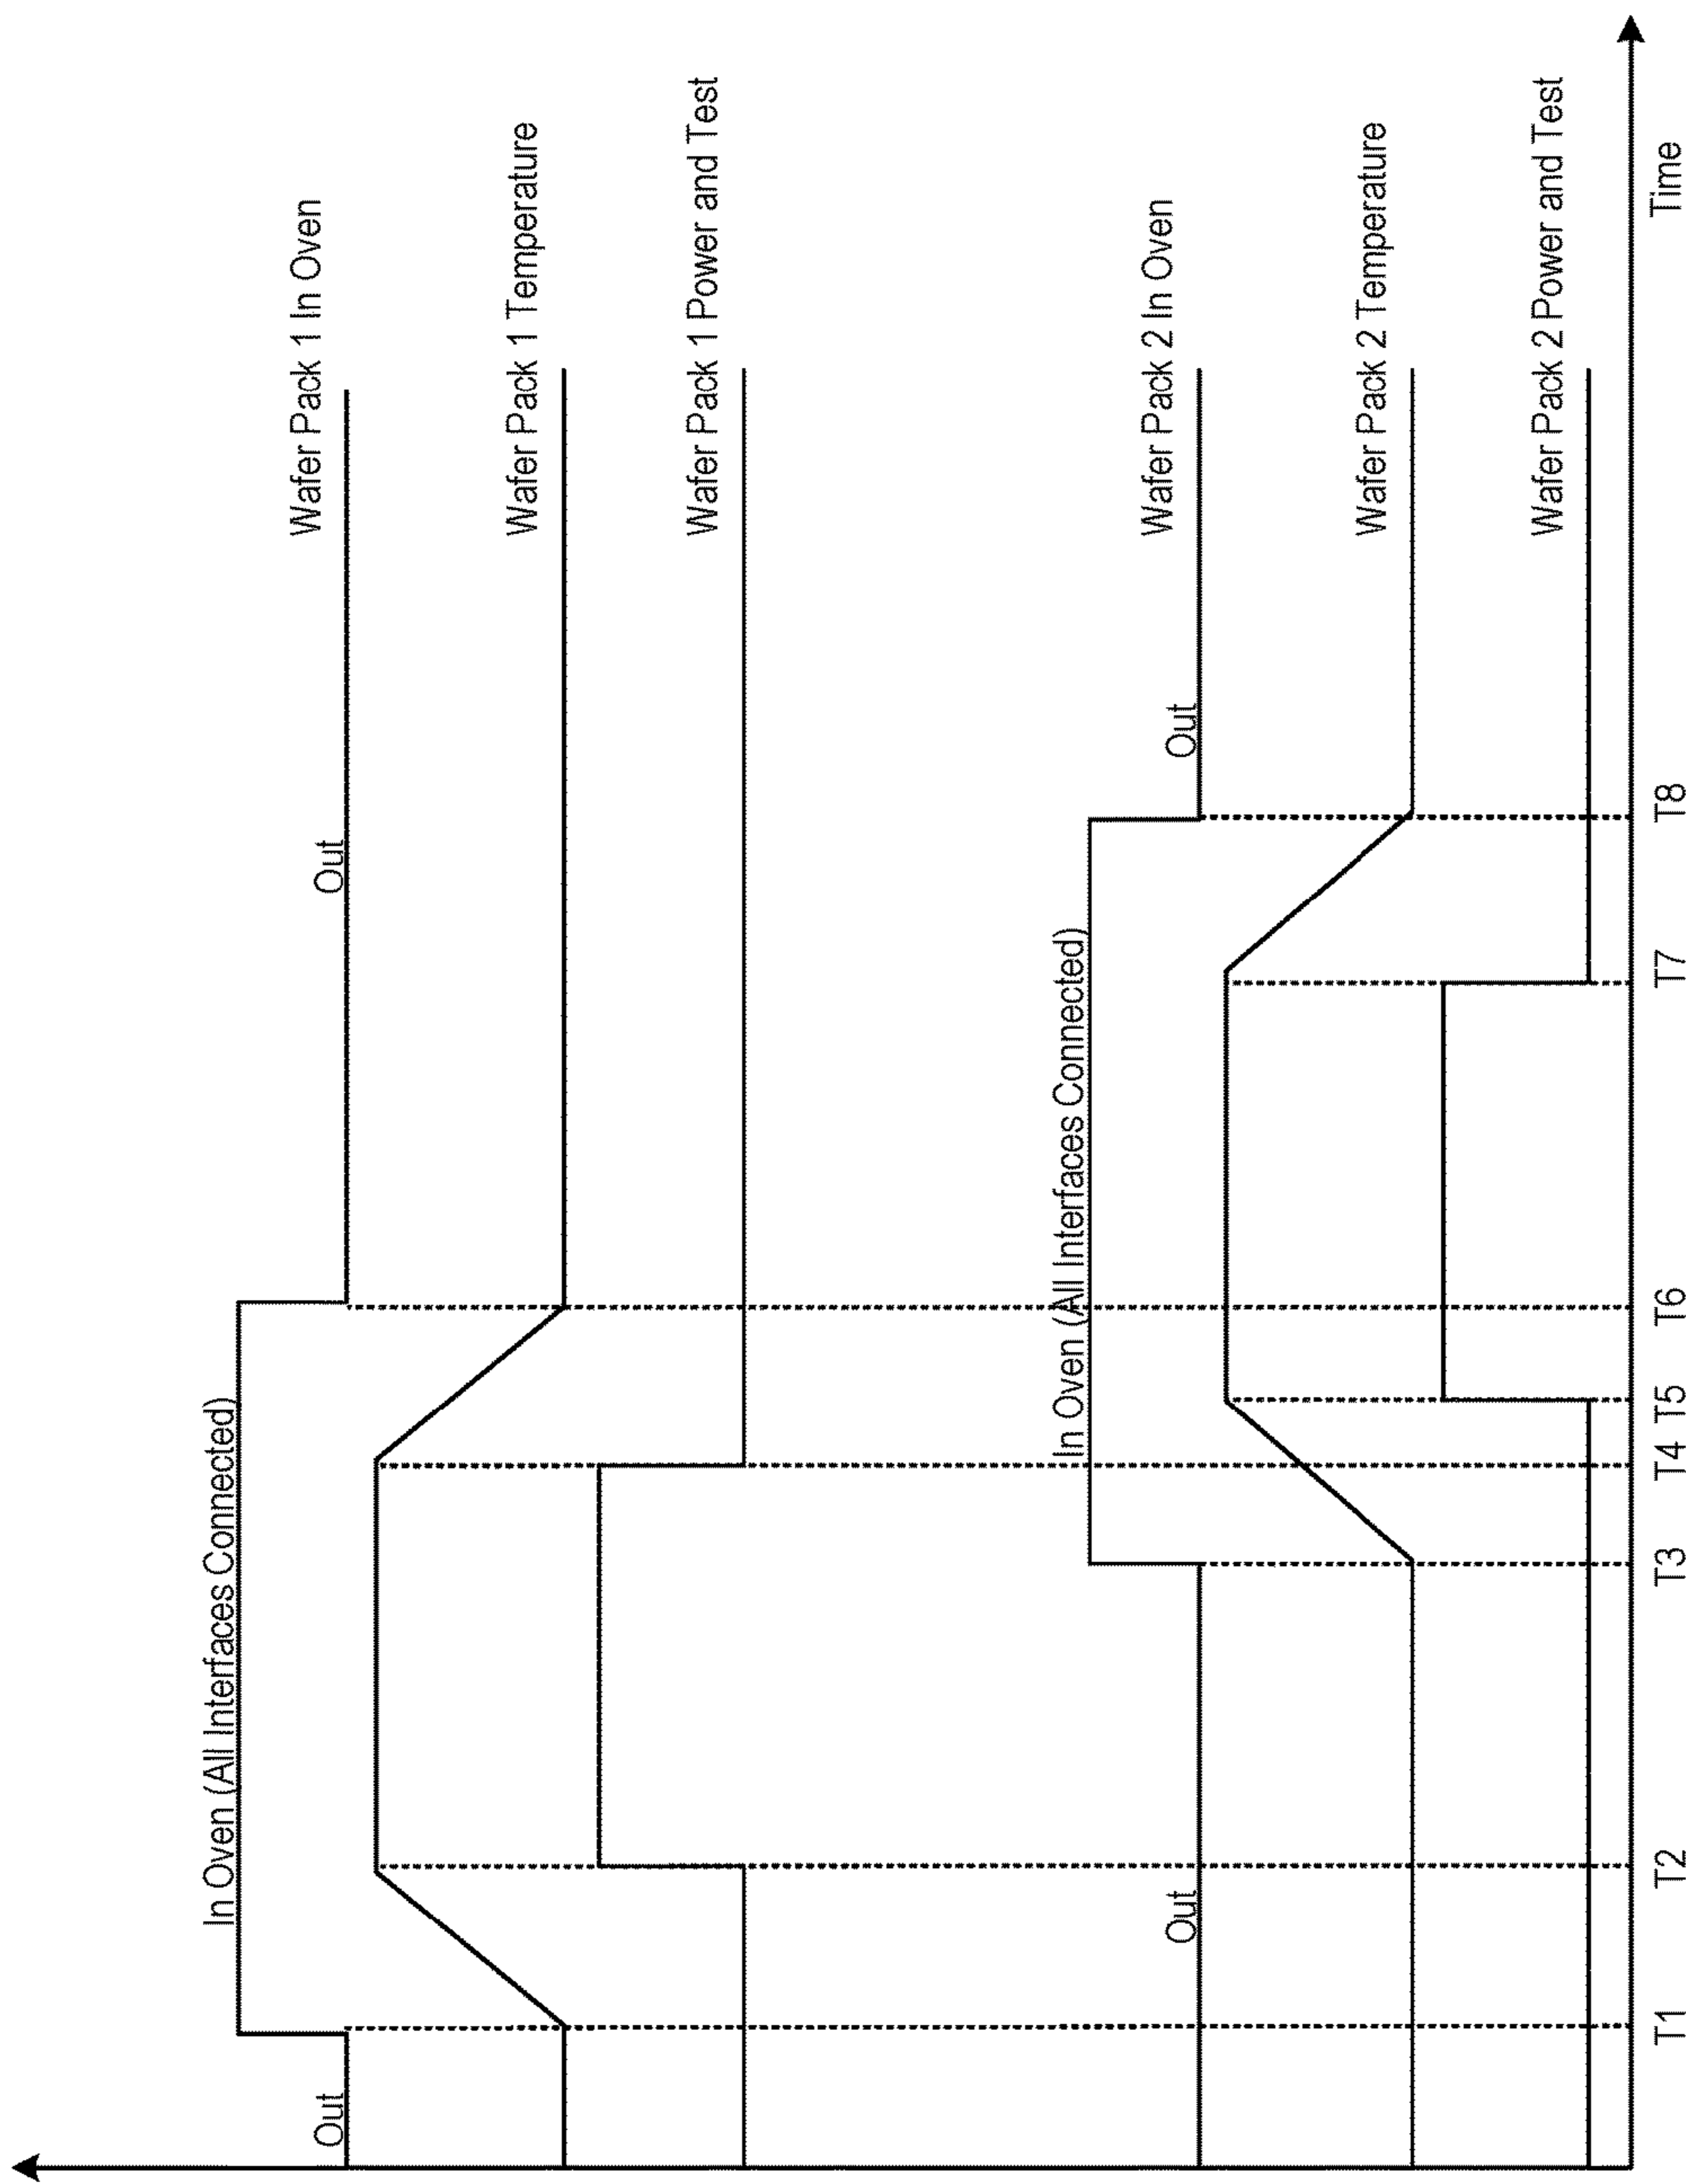 In Oven (All Interfaces Connected)
Out
Out
Wafer Pack 1 In Oven
Wafer Pack 1 Temperature
Wafer Pack 1 Power and Test
In Oven (All Interfaces Connected)
Out
Out
Wafer Pack 2 In Oven
Wafer Pack 2 Temperature
Wafer Pack 2 Power and Test
T1 T2 T3 T4 T5 T6 T7 T8
Time